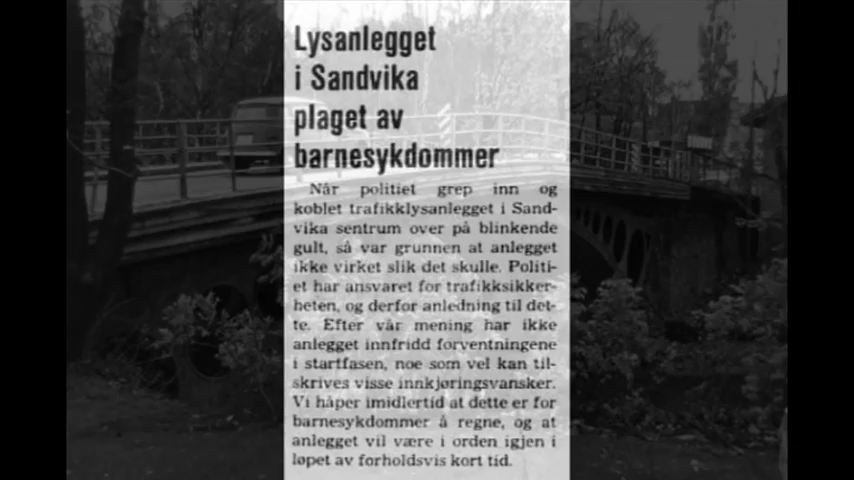 Lysanlegget
i Sandvika
plaget av
barnesykdommer
Når politiet grep inn og
koblet trafikklysanlegget i Sand-
vika sentrum over på blinkende
gult, så var grunnen at anlegget
ikke virket slik det skulle. Politi-
et har ansvaret for trafikksikker-
heten, og derfor anledning til det-
te. Efter vår mening har ikke
anlegget innfridd forventningene
i startfasen, noe som vel kan til-
skrives visse innkjøringsvansker.
Vi håper imidlertid at dette er for
barnesykdommer å regne, og at
anlegget vil være i orden igjen i
løpet av forholdsvis kort tid.